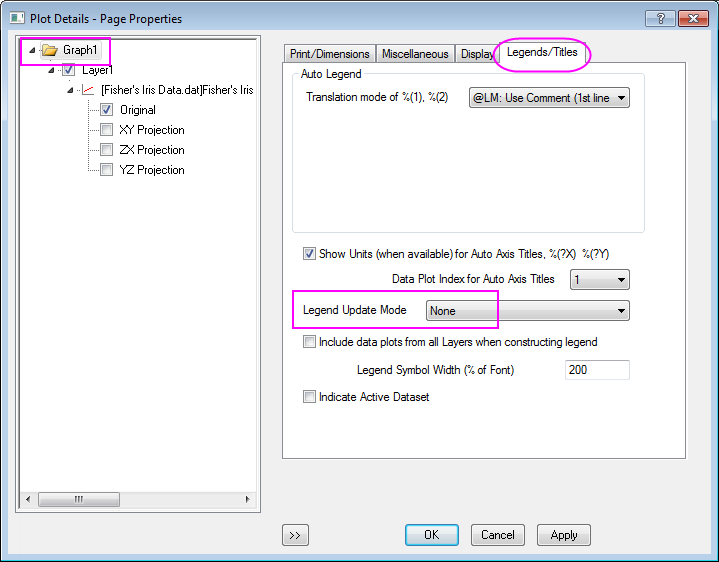 Plot Details - Page Properties
Graph1
Layer1
[Fisher's Iris Data.dat]Fisher's Iris
Original
XY Projection
ZX Projection
YZ Projection
Print/Dimensions Miscellaneous Display Legends/Titles
Auto Legend
Translation mode of %(1), %(2) @LM: Use Comment (1st line
Show Units (when available) for Auto Axis Titles, %(?X) %(?Y)
Data Plot Index for Auto Axis Titles 1
Legend Update Mode None
Include data plots from all Layers when constructing legend
Legend Symbol Width (% of Font) 200
Indicate Active Dataset
>> OK Cancel Apply